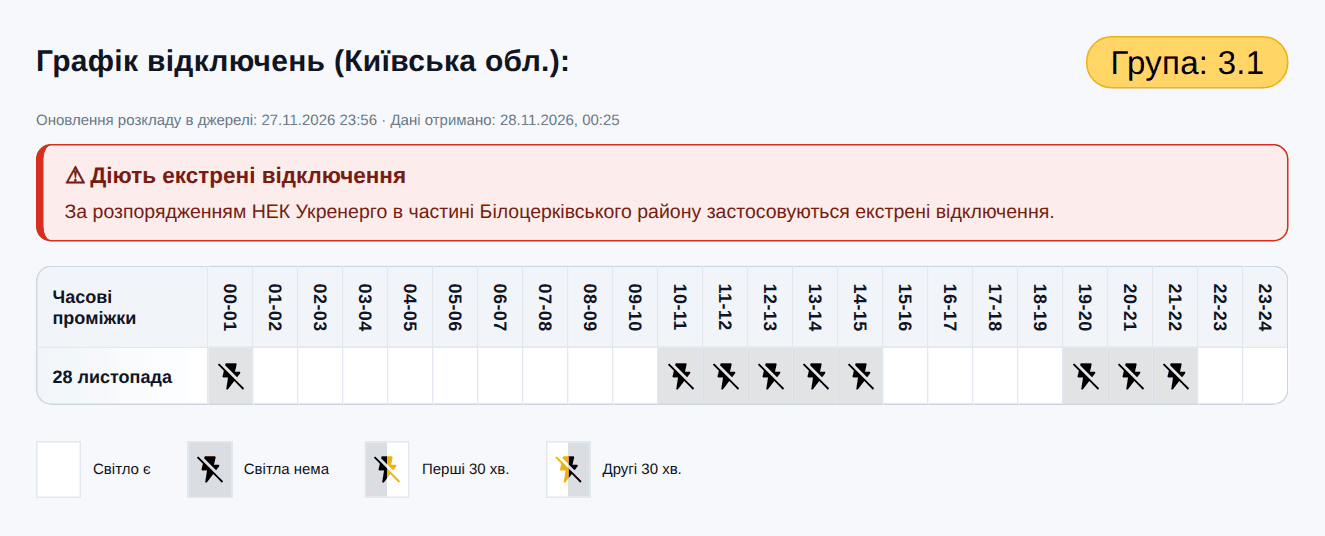 Графік відключень (Київська обл.):
Група: 3.1
Оновлення розкладу в джерелі: 27.11.2026 23:56 · Дані отримано: 28.11.2026, 00:25
⚠ Діють екстрені відключення
За розпорядженням НЕК Укренерго в частині Білоцерківського району застосовуються екстрені відключення.
Часові
проміжки
00-01 01-02 02-03 03-04 04-05 05-06 06-07 07-08 08-09 09-10 10-11 11-12 12-13 13-14 14-15 15-16 16-17 17-18 18-19 19-20 20-21 21-22 22-23 23-24
28 листопада
Світло є Світла нема Перші 30 хв. Другі 30 хв.